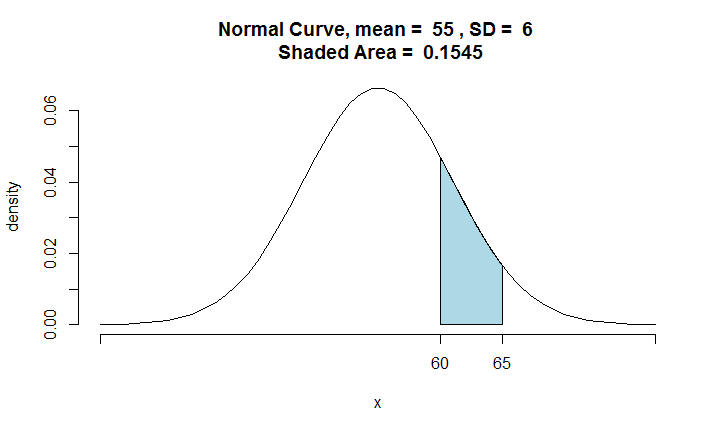 Normal Curve, mean =  55 , SD =  6
Shaded Area =  0.1545
0.06
0.04
0.02
0.00
density
60 65
x